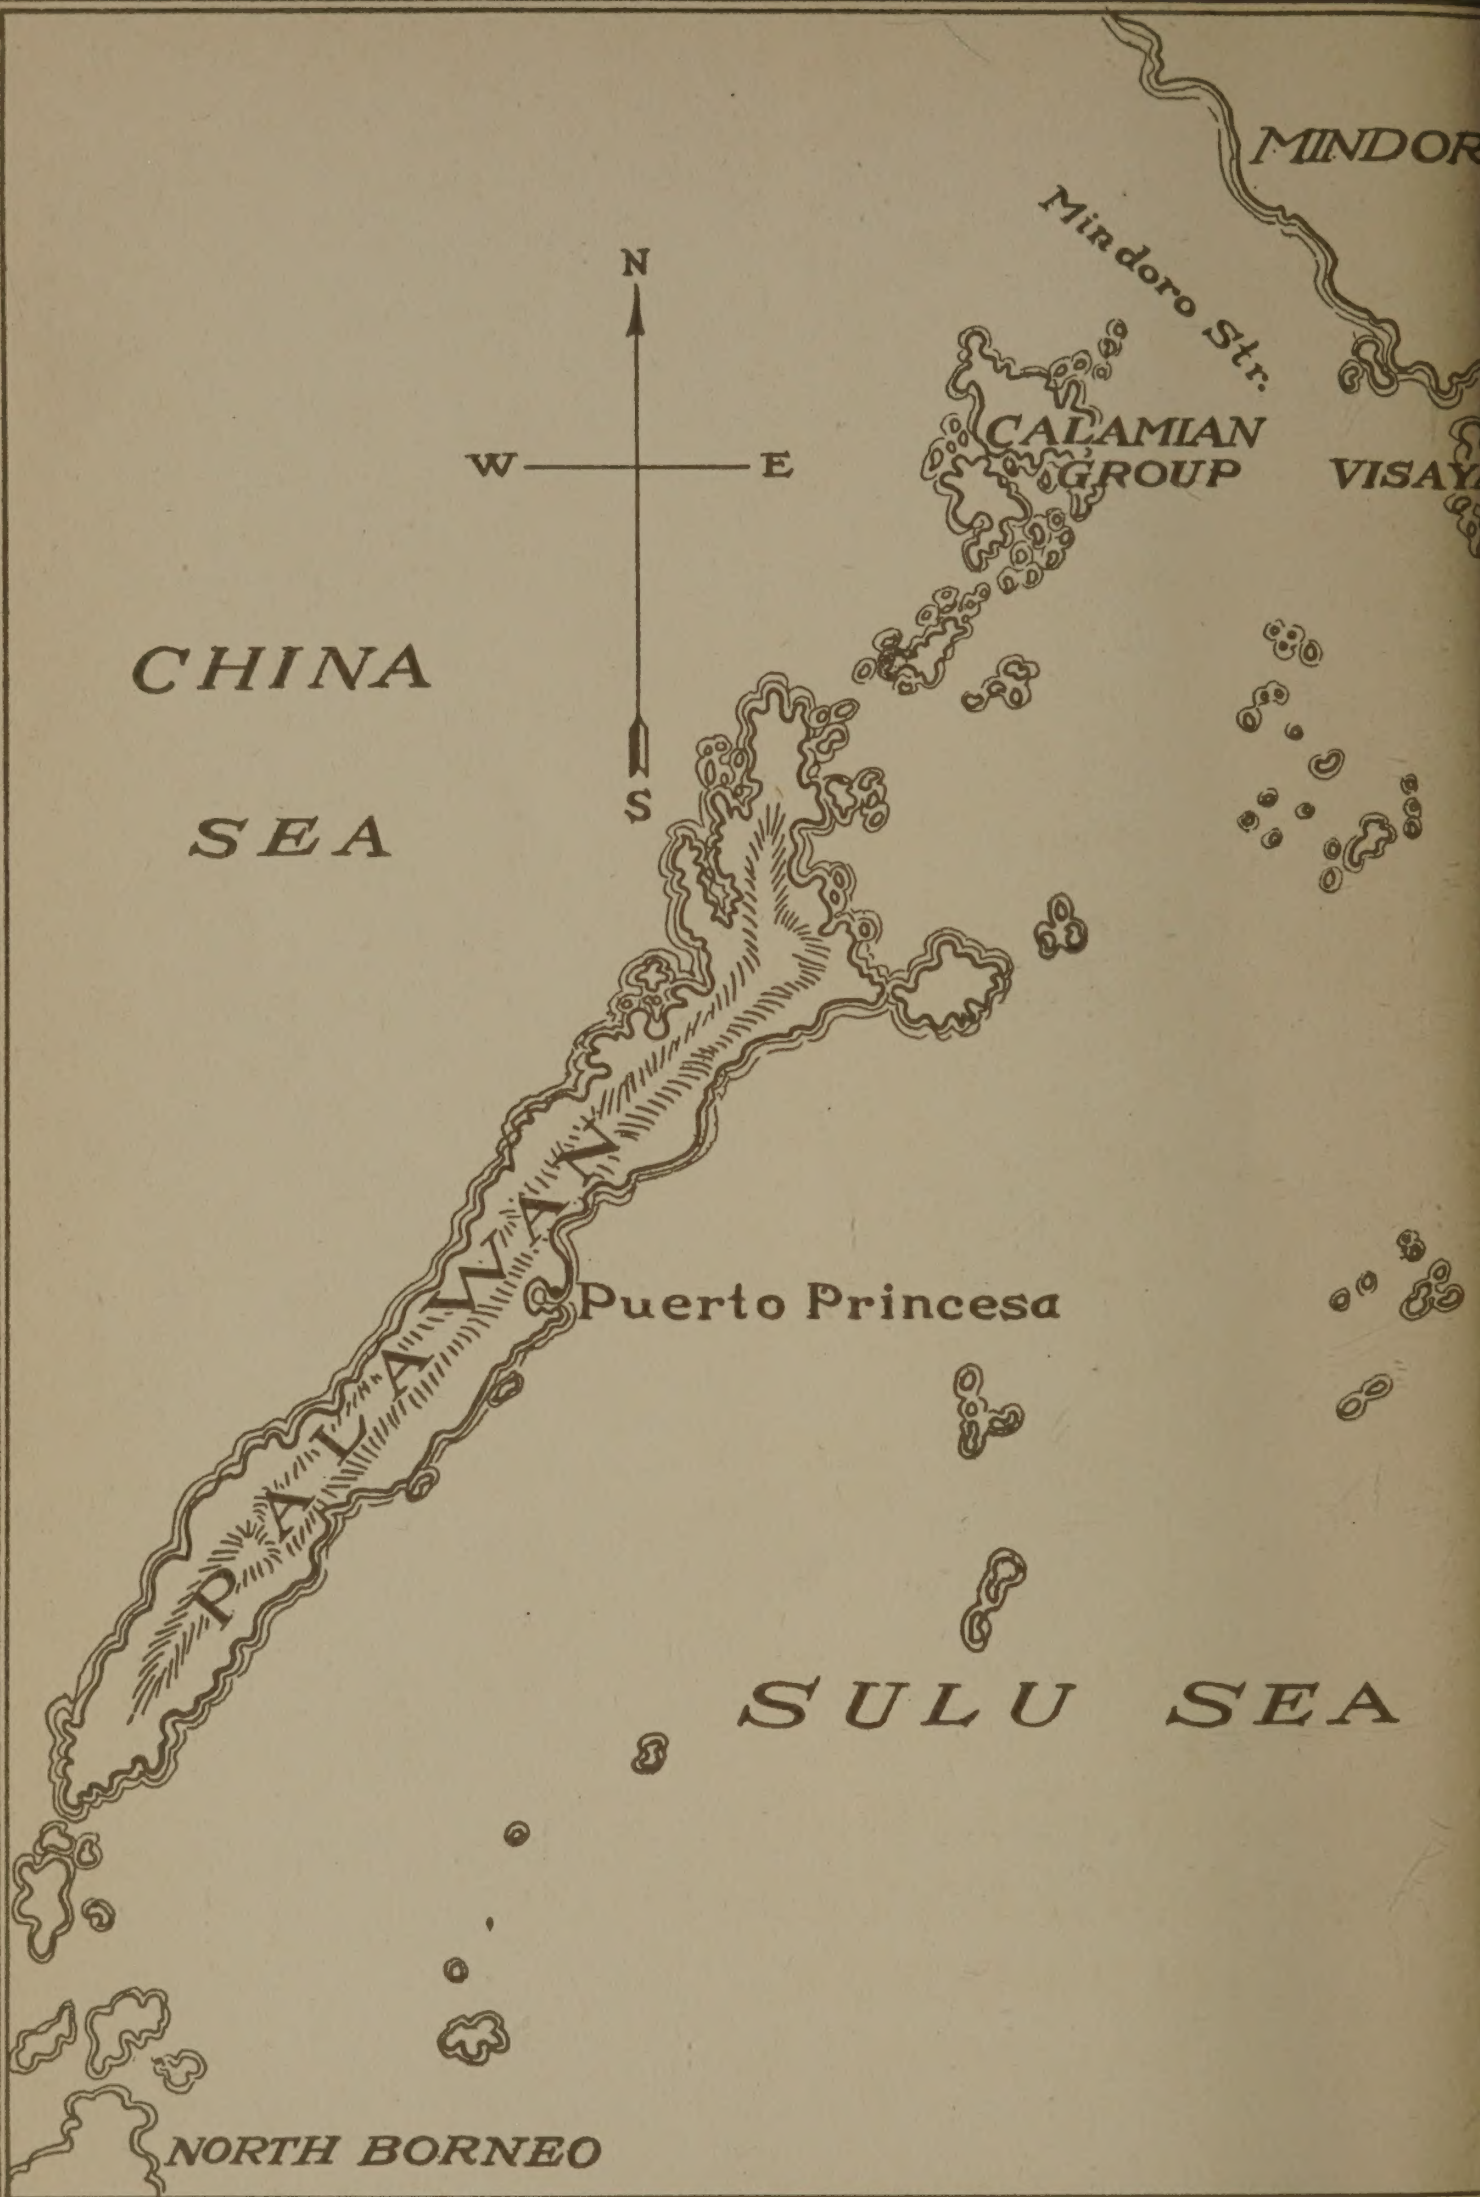 MINDOR
Mindoro Str.
N
W E
CALAMIAN
GROUP
VISAY
CHINA
SEA
S
PALAWAN
Puerto Princesa
SULU SEA
NORTH BORNEO